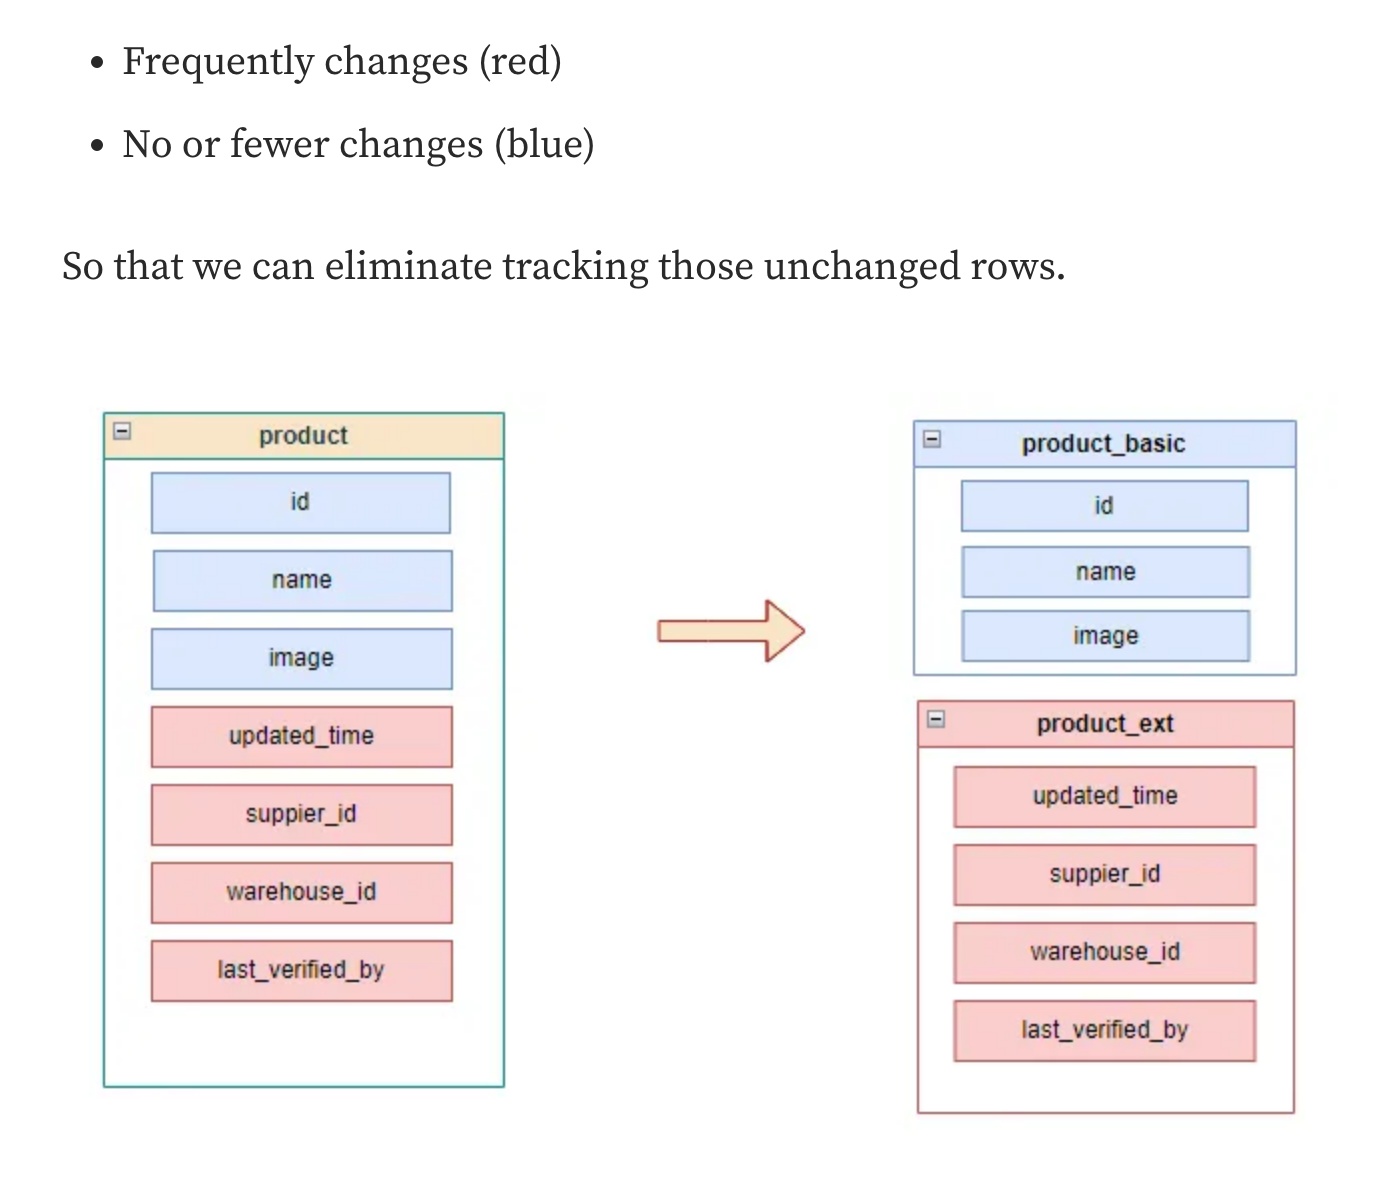 • Frequently changes (red)
• No or fewer changes (blue)
So that we can eliminate tracking those unchanged rows.
product
id
name
image
updated_time
suppier_id
warehouse_id
last_verified_by
product_basic
id
name
image
product_ext
updated_time
suppier_id
warehouse_id
last_verified_by